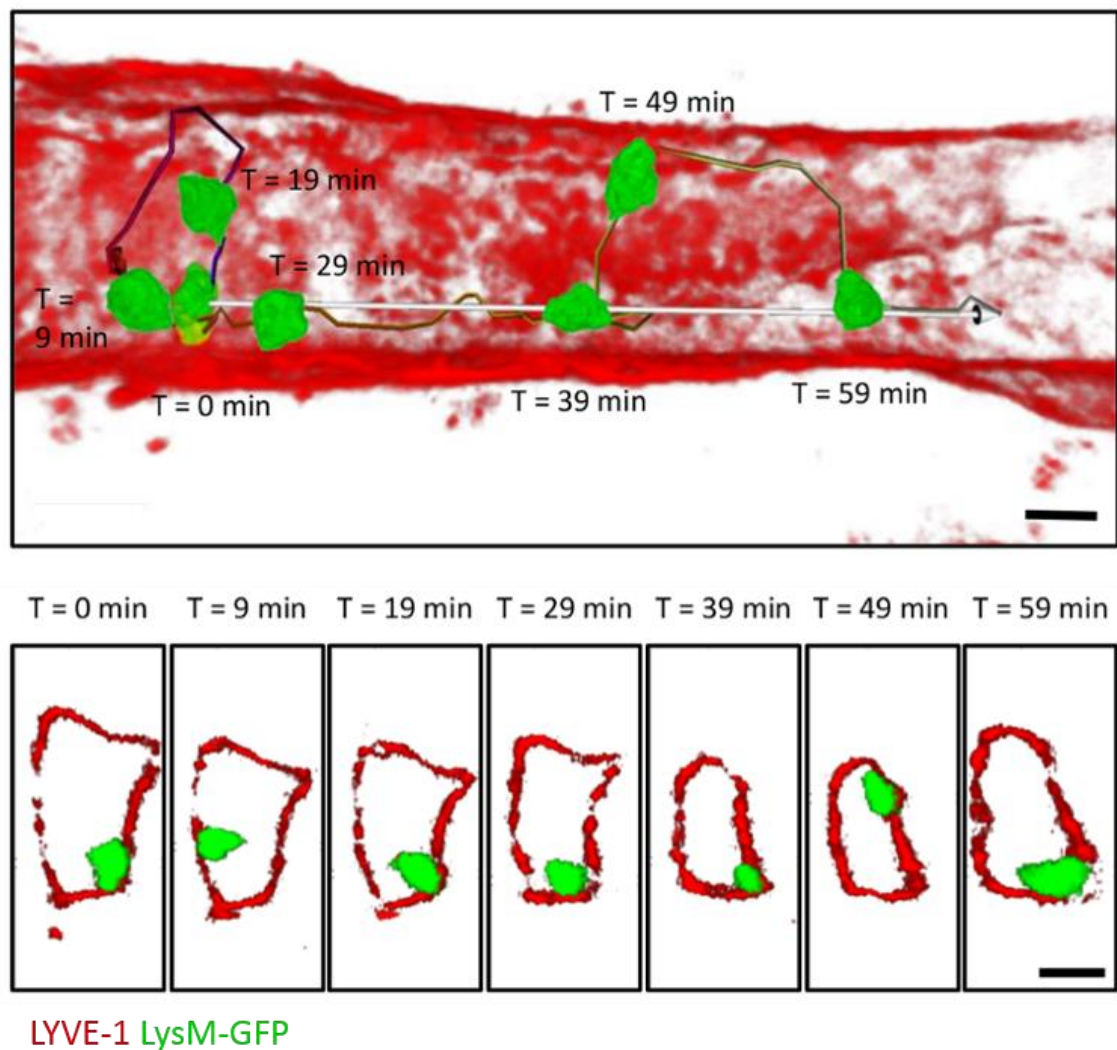 T = 49 min
T = 19 min
T = 29 min
T =
9 min
T = 0 min
T = 39 min
T = 59 min
T = 0 min T = 9 min T = 19 min T = 29 min T = 39 min T = 49 min T = 59 min
LYVE-1 LysM-GFP